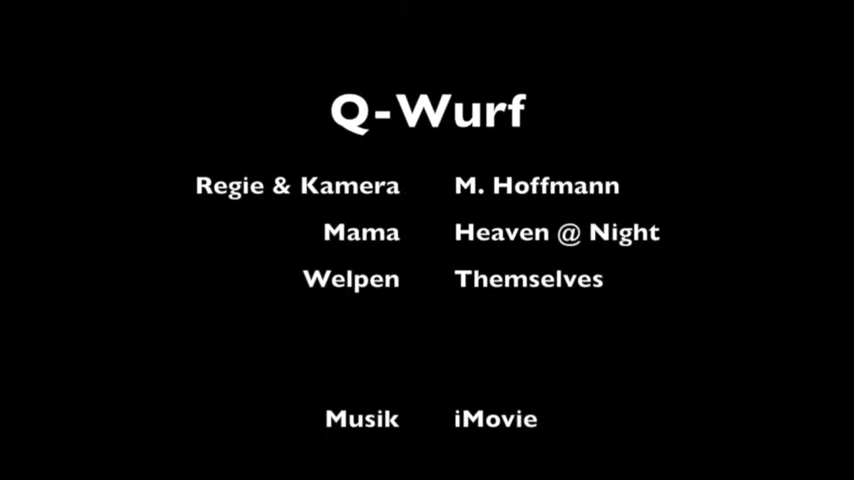 Q-Wurf
Regie & Kamera M. Hoffmann
Mama Heaven @ Night
Welpen Themselves
Musik iMovie